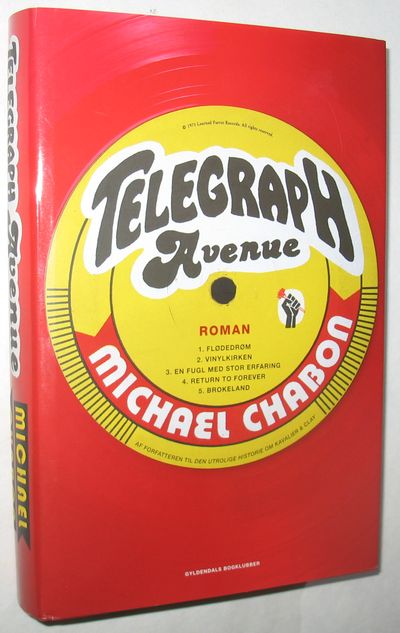 © 1973 Learned Parrot Records. All rights reserved.
TELEGRAPH
Avenue
ROMAN
1. FLØDEDRØM
2. VINYLKIRKEN
3. EN FUGL MED STOR ERFARING
4. RETURN TO FOREVER
5. BROKELAND
MICHAEL CHABON
AF FORFATTEREN TIL DEN UTROLIGE HISTORIE OM KAVALIER & CLAY
GYLDENDALS BOGKLUBBER
TELEGRAPH Avenue
MICHAEL